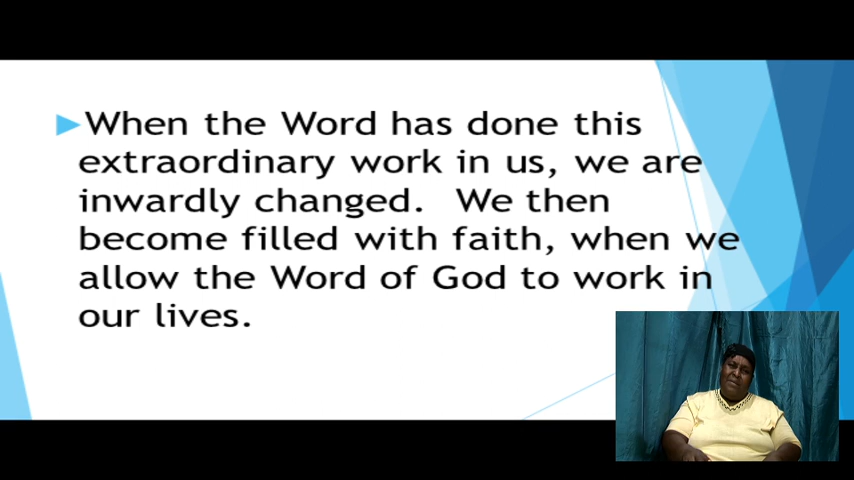 When the Word has done this
extraordinary work in us, we are
inwardly changed.  We then
become filled with faith, when we
allow the Word of God to work in
our lives.